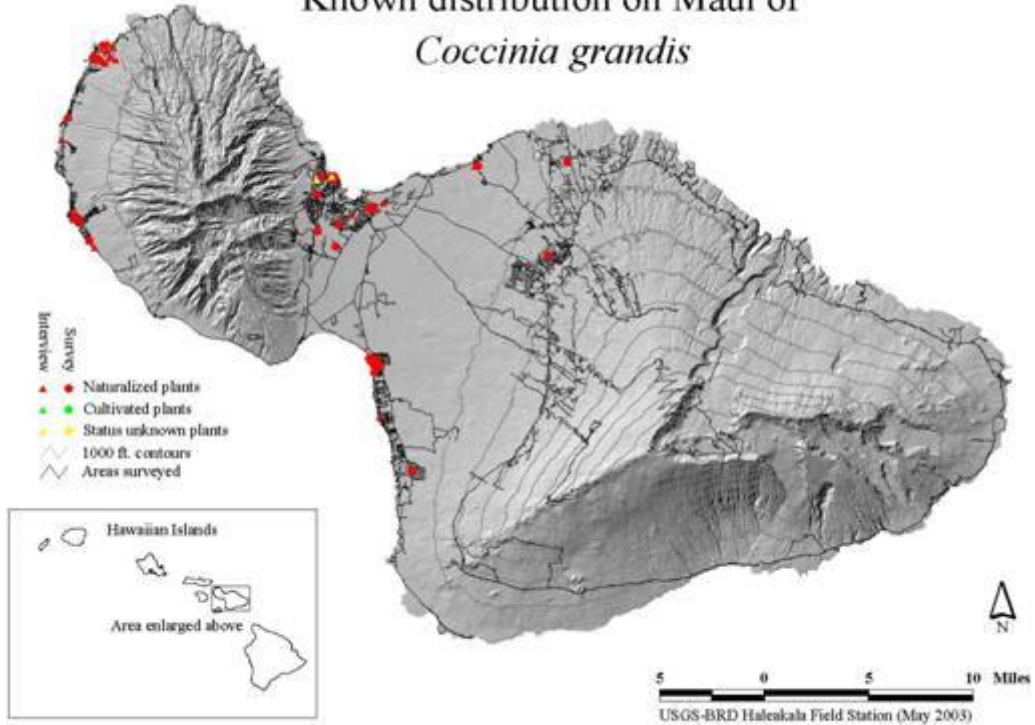 Known distribution on Maui of
Coccinia grandis
Interview
Survey
Naturalized plants
Cultivated plants
Status unknown plants
1000 ft. contours
Areas surveyed
Hawaiian Islands
Area enlarged above
N
5 0 5 10 Miles
USGS-BRD Haleakala Field Station (May 2003)